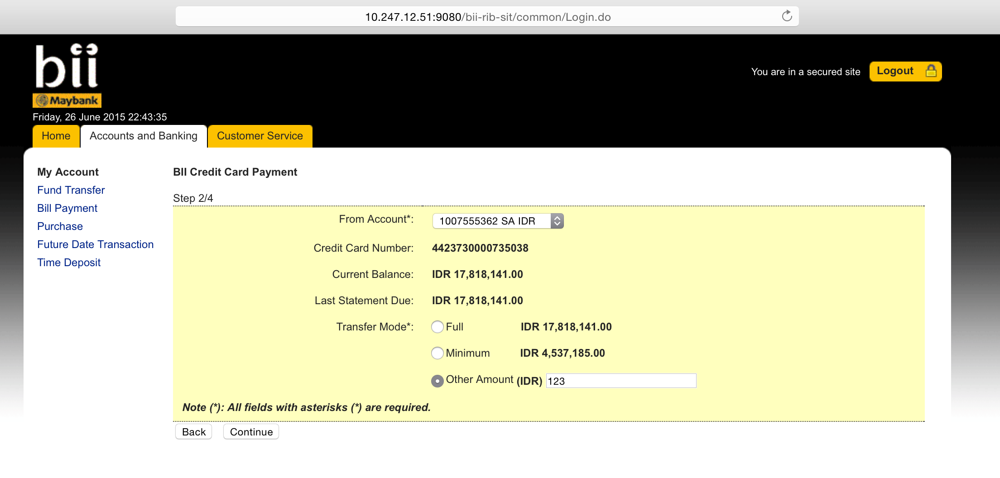 10.247.12.51:9080/bii-rib-sit/common/Login.do
bii
Maybank
You are in a secured site Logout
Friday, 26 June 2015 22:43:35
Home Accounts and Banking Customer Service
My Account
Fund Transfer
Bill Payment
Purchase
Future Date Transaction
Time Deposit
BII Credit Card Payment
Step 2/4
From Account*: 1007555362 SA IDR
Credit Card Number: 4423730000735038
Current Balance: IDR 17,818,141.00
Last Statement Due: IDR 17,818,141.00
Transfer Mode*: Full IDR 17,818,141.00
Minimum IDR 4,537,185.00
Other Amount (IDR) 123
Note (*): All fields with asterisks (*) are required.
Back Continue